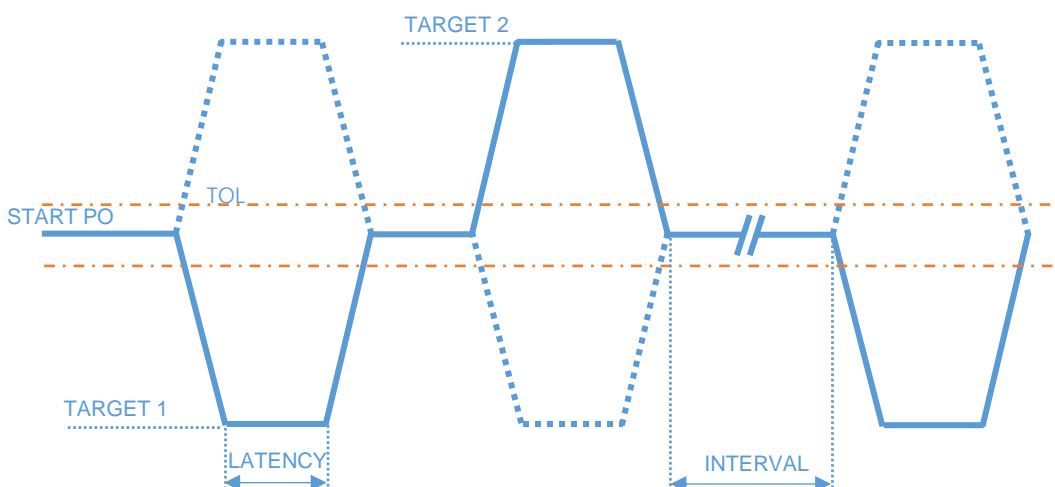 TARGET 2
TOL
START PO
TARGET 1
LATENCY
INTERVAL